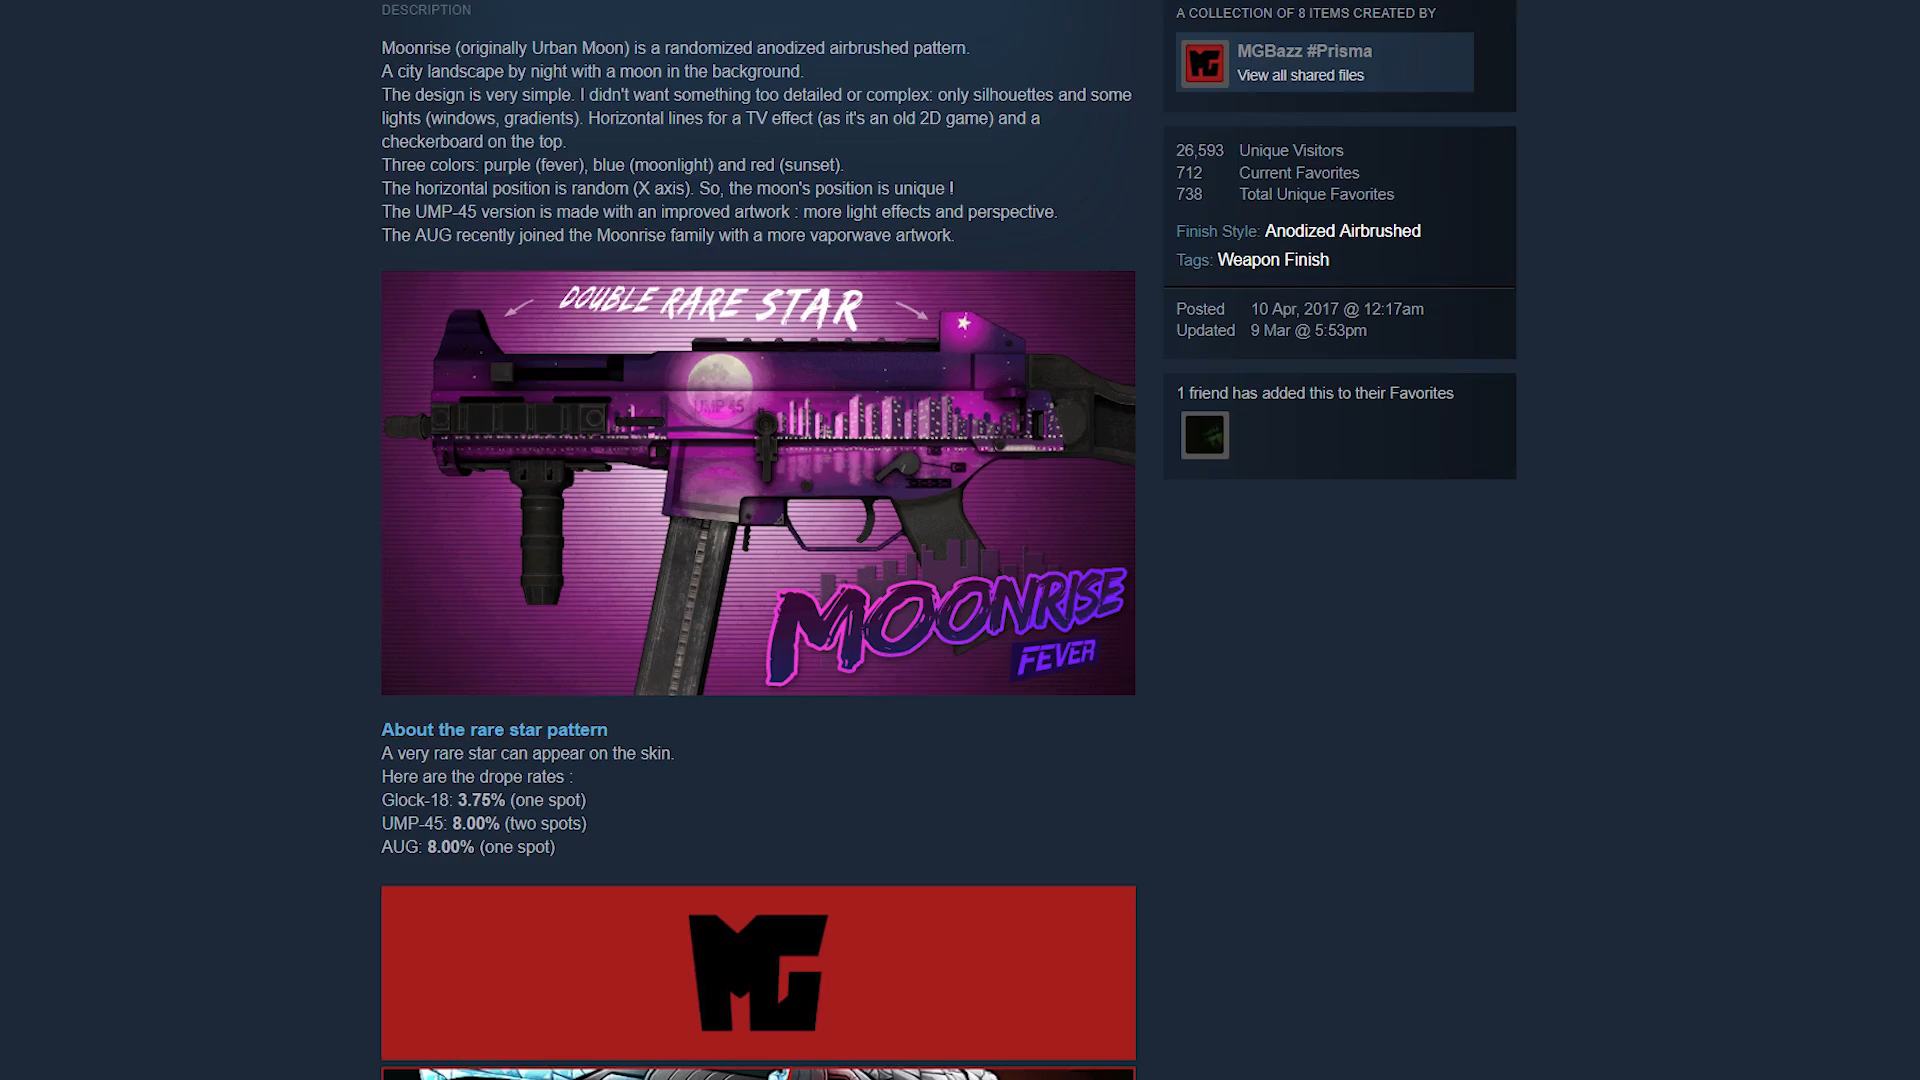 DESCRIPTION
Moonrise (originally Urban Moon) is a randomized anodized airbrushed pattern.
A city landscape by night with a moon in the background.
The design is very simple. I didn't want something too detailed or complex: only silhouettes and some
lights (windows, gradients). Horizontal lines for a TV effect (as it's an old 2D game) and a
checkerboard on the top.
Three colors: purple (fever), blue (moonlight) and red (sunset).
The horizontal position is random (X axis). So, the moon's position is unique !
The UMP-45 version is made with an improved artwork : more light effects and perspective.
The AUG recently joined the Moonrise family with a more vaporwave artwork.
DOUBLE RARE STAR
UMP 45
MOONRISE
FEVER
About the rare star pattern
A very rare star can appear on the skin.
Here are the drope rates :
Glock-18: 3.75% (one spot)
UMP-45: 8.00% (two spots)
AUG: 8.00% (one spot)
MG
A COLLECTION OF 8 ITEMS CREATED BY
MG
MGBazz #Prisma
View all shared files
26,593 Unique Visitors
712 Current Favorites
738 Total Unique Favorites
Finish Style: Anodized Airbrushed
Tags: Weapon Finish
Posted 10 Apr, 2017 @ 12:17am
Updated 9 Mar @ 5:53pm
1 friend has added this to their Favorites